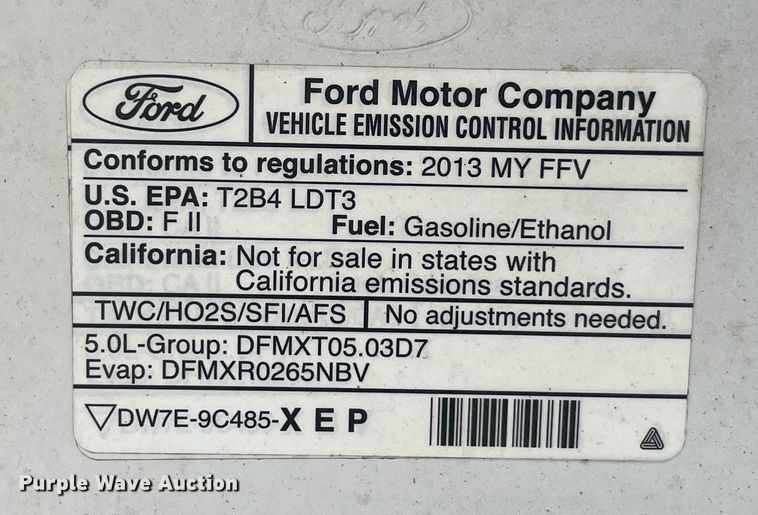 Ford
Ford
Ford Motor Company
VEHICLE EMISSION CONTROL INFORMATION
Conforms to regulations: 2013 MY FFV
U.S. EPA: T2B4 LDT3
OBD: F II Fuel: Gasoline/Ethanol
California: Not for sale in states with
California emissions standards.
TWC/HO2S/SFI/AFS No adjustments needed.
5.0L-Group: DFMXT05.03D7
Evap: DFMXR0265NBV
DW7E-9C485-X E P
Purple Wave Auction